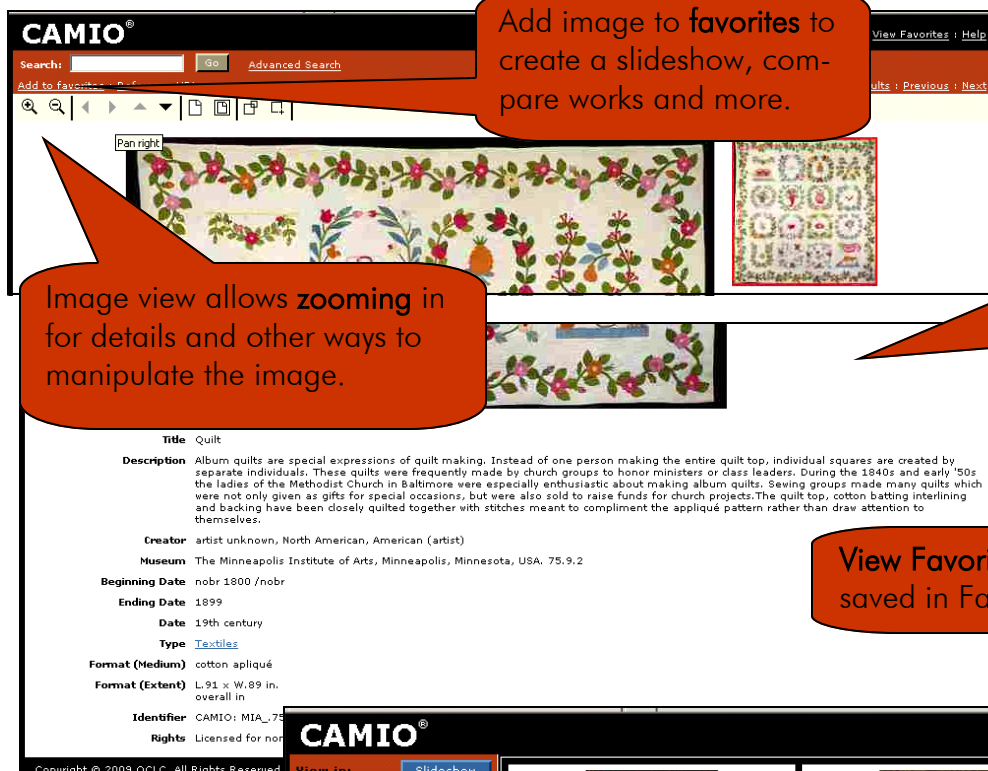 CAMIO®
View Favorites : Help
Search: Go Advanced Search
Add to favorites
: Previous : Next
Add image to favorites to
create a slideshow, com-
pare works and more.
Pan right
Image view allows zooming in
for details and other ways to
manipulate the image.
Title Quilt
Description Album quilts are special expressions of quilt making. Instead of one person making the entire quilt top, individual squares are created by
separate individuals. These quilts were frequently made by church groups to honor ministers or class leaders. During the 1840s and early '50s
the ladies of the Methodist Church in Baltimore were especially enthusiastic about making album quilts. Sewing groups made many quilts which
were not only given as gifts for special occasions, but were also sold to raise funds for church projects.The quilt top, cotton batting interlining
and backing have been closely quilted together with stitches meant to compliment the appliqué pattern rather than draw attention to
themselves.
Creator artist unknown, North American, American (artist)
Museum The Minneapolis Institute of Arts, Minneapolis, Minnesota, USA. 75.9.2
Beginning Date nobr 1800 /nobr
Ending Date 1899
Date 19th century
Type Textiles
Format (Medium) cotton apliqué
Format (Extent) L.91 x W.89 in.
overall in
Identifier CAMIO: MIA_.75
Rights Licensed for non
View Favori
saved in Fa
Copyright © 2009 OCLC. All Rights Reserved
CAMIO®
View in: Slideshow